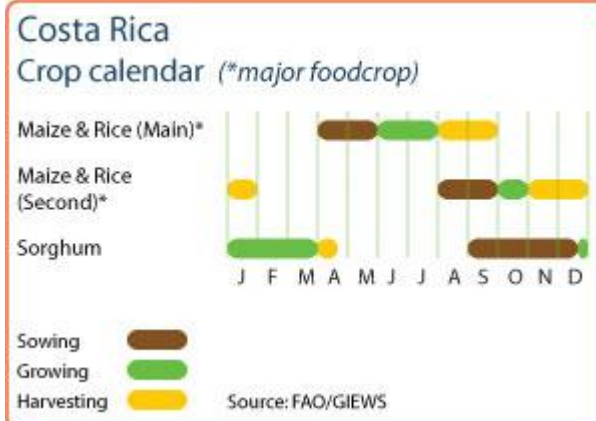 Costa Rica
Crop calendar (*major foodcrop)
Maize & Rice (Main)*
Maize & Rice
(Second)*
Sorghum
J F M A M J J A S O N D
Sowing
Growing
Harvesting
Source: FAO/GIEWS